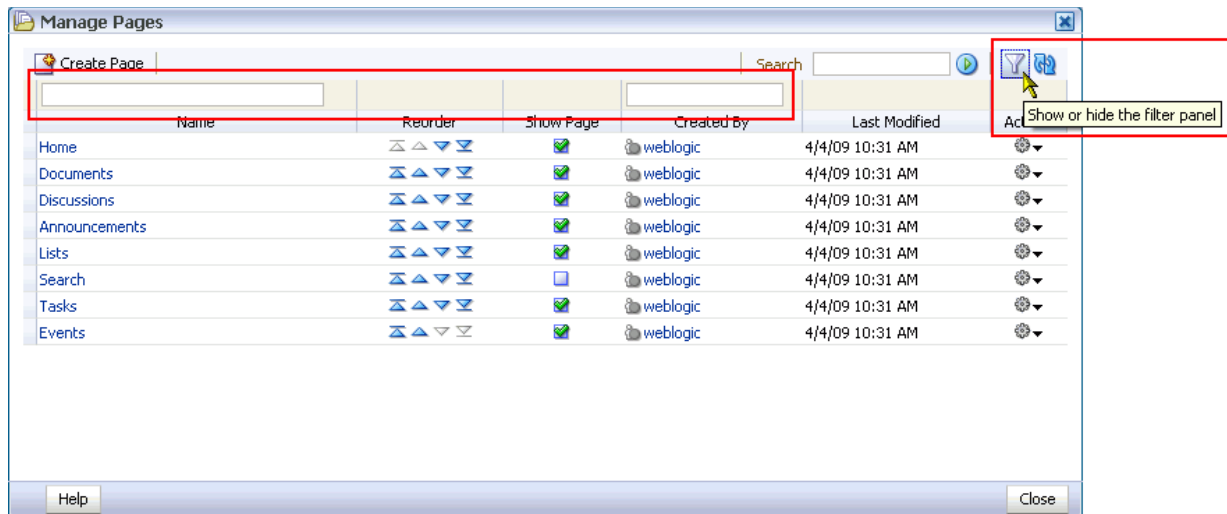 Manage Pages
Create Page Search
Show or hide the filter panel
Name Reorder Show Page Created By Last Modified Act
Home weblogic 4/4/09 10:31 AM
Documents weblogic 4/4/09 10:31 AM
Discussions weblogic 4/4/09 10:31 AM
Announcements weblogic 4/4/09 10:31 AM
Lists weblogic 4/4/09 10:31 AM
Search weblogic 4/4/09 10:31 AM
Tasks weblogic 4/4/09 10:31 AM
Events weblogic 4/4/09 10:31 AM
Help Close